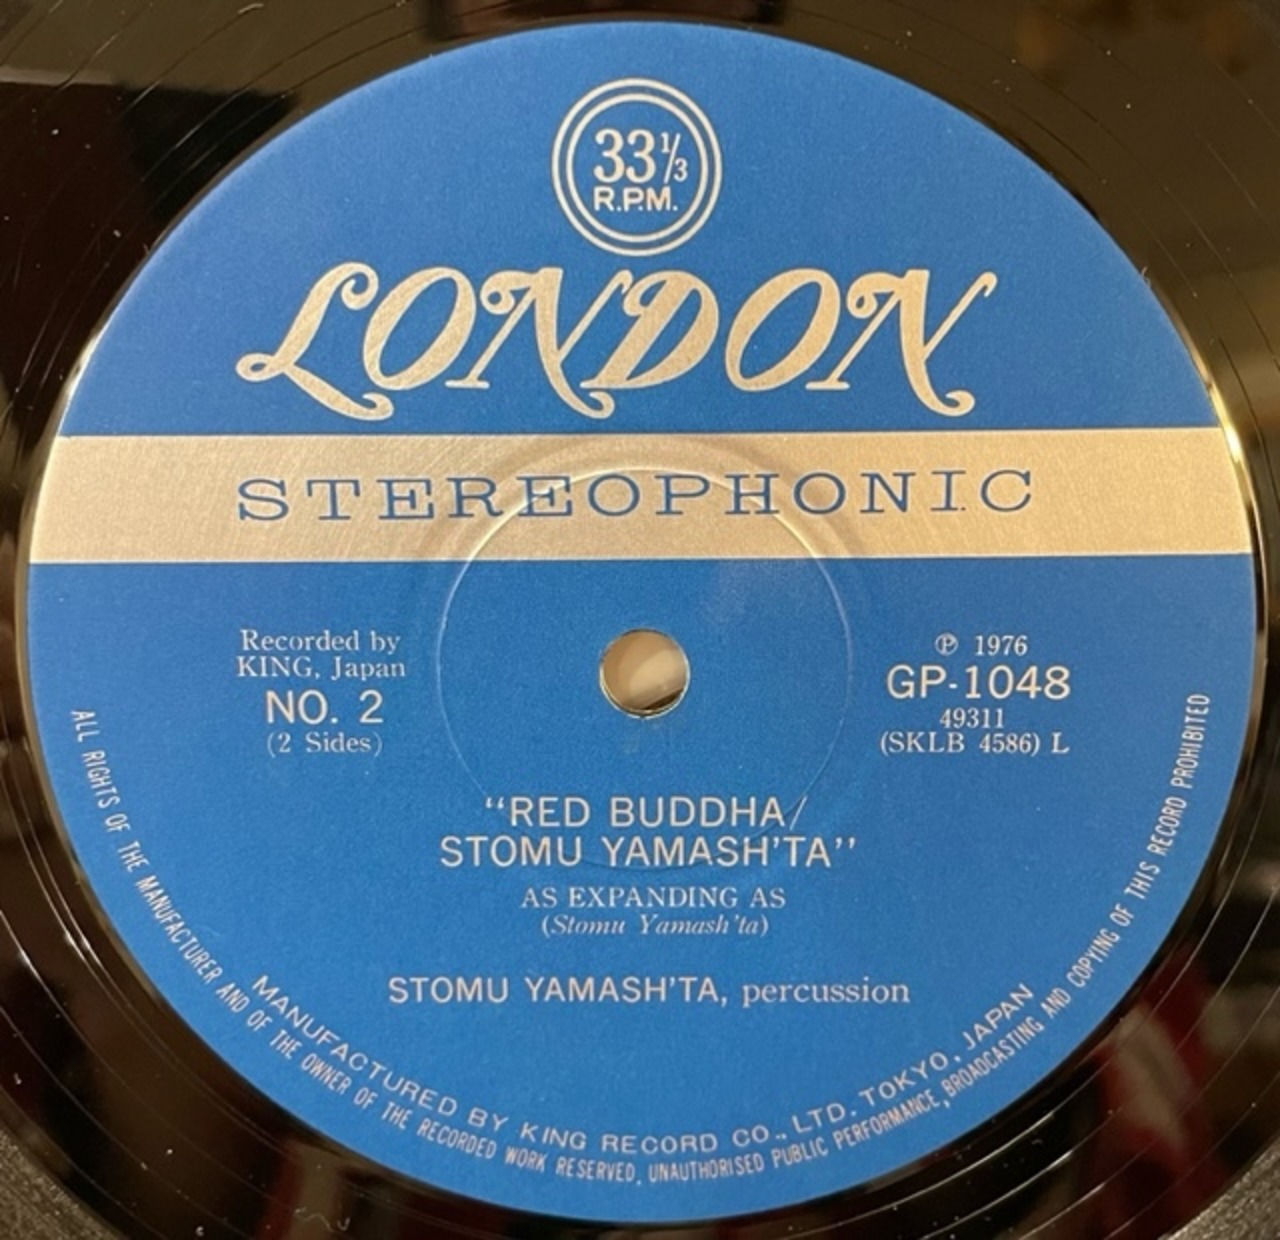 33 1/3
R.P.M.
LONDON
STEREOPHONIC
Recorded by
KING, Japan
NO. 2
(2 Sides)
℗ 1976
GP-1048
49311
(SKLB 4586) L
“RED BUDDHA/
STOMU YAMASH'TA”
AS EXPANDING AS
(Stomu Yamash'ta)
STOMU YAMASH'TA, percussion
MANUFACTURED BY KING RECORD CO., LTD. TOKYO, JAPAN
ALL RIGHTS OF THE MANUFACTURER AND OF THE OWNER OF THE RECORDED WORK RESERVED, UNAUTHORISED PUBLIC PERFORMANCE, BROADCASTING AND COPYING OF THIS RECORD PROHIBITED